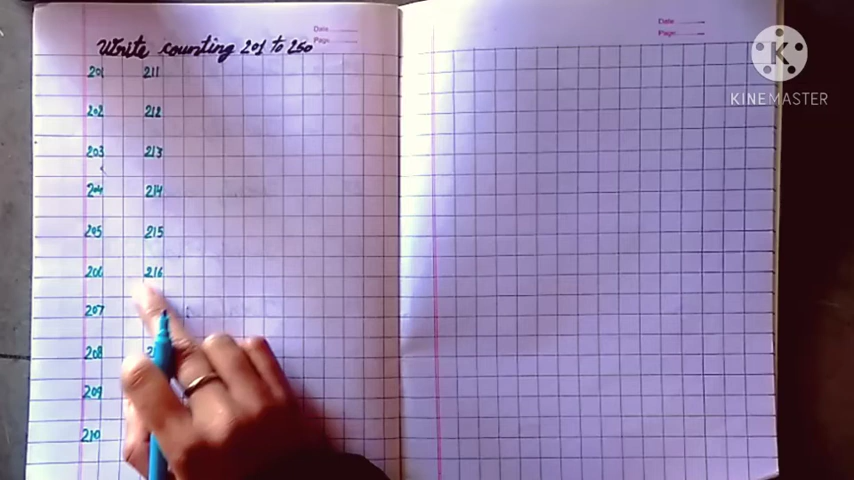 Date:
Page:
Write counting 201 to 250
201 211
202 212
203 213
204 214
205 215
206 216
207
208
209
210
Date:
Page:
K
KINEMASTER